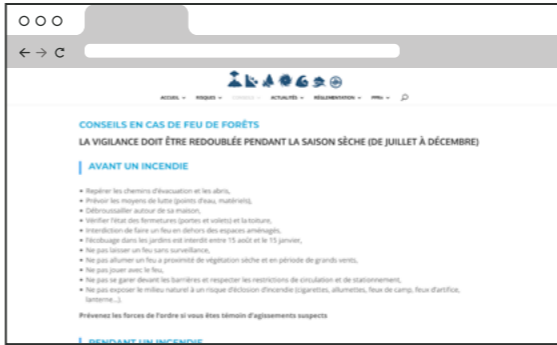 ACCUEIL
RISQUES
CONSEILS
ACTUALITÉS
RÉGLEMENTATION
PPRn
CONSEILS EN CAS DE FEU DE FORÊTS
LA VIGILANCE DOIT ÊTRE REDOUBLÉE PENDANT LA SAISON SÈCHE (DE JUILLET À DÉCEMBRE)
AVANT UN INCENDIE
• Repérer les chemins d'évacuation et les abris,
• Prévoir les moyens de lutte (points d'eau, matériels),
• Débroussailler autour de sa maison,
• Vérifier l'état des fermetures (portes et volets) et la toiture,
• Interdiction de faire un feu en dehors des espaces aménagés,
• l'écobuage dans les jardins est interdit entre 15 août et le 15 janvier,
• Ne pas laisser un feu sans surveillance,
• Ne pas allumer un feu a proximité de végétation sèche et en période de grands vents,
• Ne pas jouer avec le feu,
• Ne pas se garer devant les barrières et respecter les restrictions de circulation et de stationnement,
• Ne pas exposer le milieu naturel à un risque d'éclosion d'incendie (cigarettes, allumettes, feux de camp, feux d'artifice,
lanterne...).
Prévenez les forces de l'ordre si vous êtes témoin d'agissements suspects
PENDANT UN INCENDIE